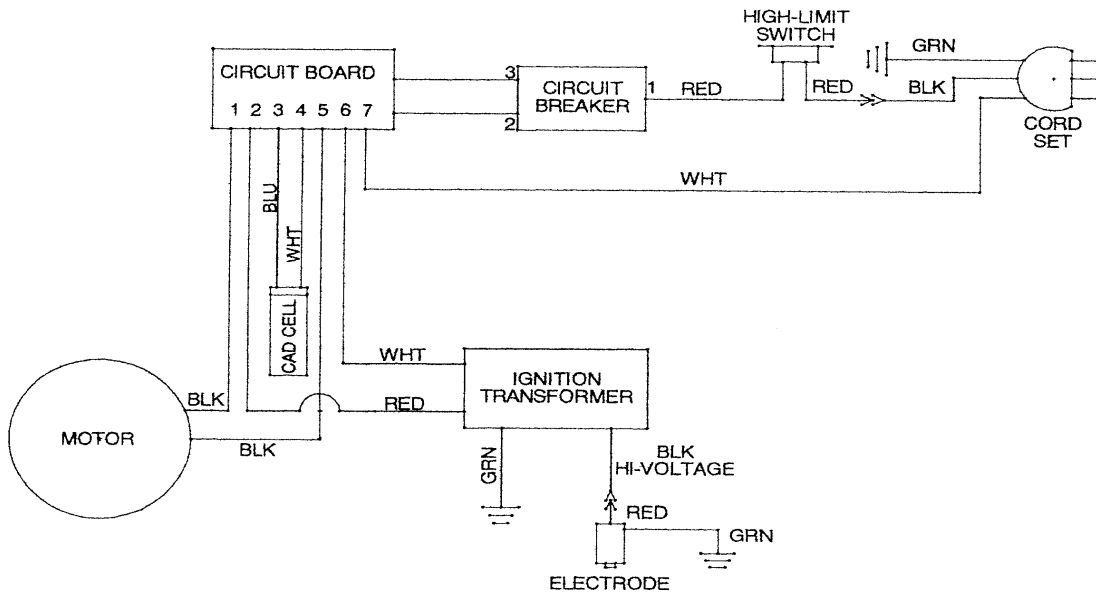 HIGH-LIMIT
SWITCH
GRN
CIRCUIT BOARD
1 2 3 4 5 6 7
3
2
CIRCUIT
BREAKER
1
RED
RED
BLK
CORD
SET
WHT
BLU
WHT
CAD CELL
WHT
IGNITION
TRANSFORMER
BLK
RED
MOTOR
BLK
GRN
BLK
HI-VOLTAGE
RED
GRN
ELECTRODE